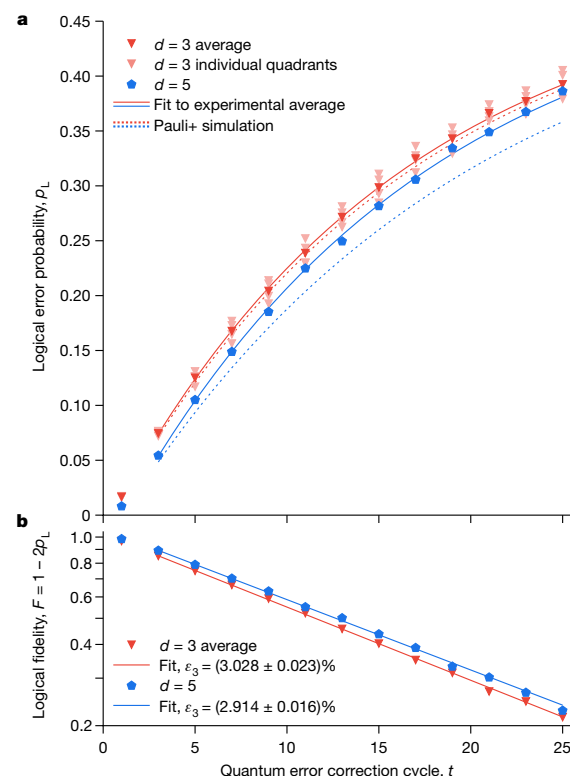 a
0.45
0.40
0.35
0.30
0.25
0.20
0.15
0.10
0.05
0
Logical error probability, pL
d = 3 average
d = 3 individual quadrants
d = 5
Fit to experimental average
Pauli+ simulation
b
1.0
0.8
0.6
0.4
0.2
Logical fidelity, F = 1 − 2pL
d = 3 average
Fit, ε3 = (3.028 ± 0.023)%
d = 5
Fit, ε3 = (2.914 ± 0.016)%
0 5 10 15 20 25
Quantum error correction cycle, t